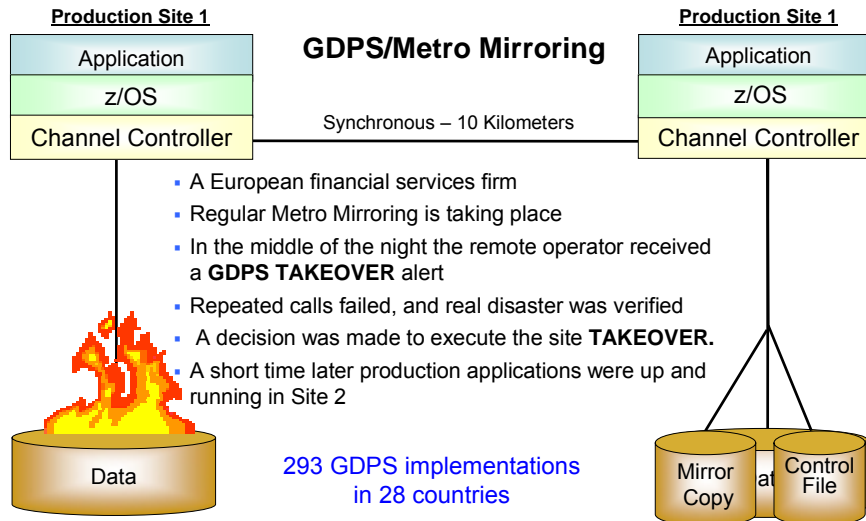 Production Site 1
Application
z/OS
Channel Controller
GDPS/Metro Mirroring
Synchronous – 10 Kilometers
Production Site 1
Application
z/OS
Channel Controller
▪ A European financial services firm
▪ Regular Metro Mirroring is taking place
▪ In the middle of the night the remote operator received
a GDPS TAKEOVER alert
▪ Repeated calls failed, and real disaster was verified
▪ A decision was made to execute the site TAKEOVER.
▪ A short time later production applications were up and
running in Site 2
Data
293 GDPS implementations
in 28 countries
Mirror
Copy
Control
File